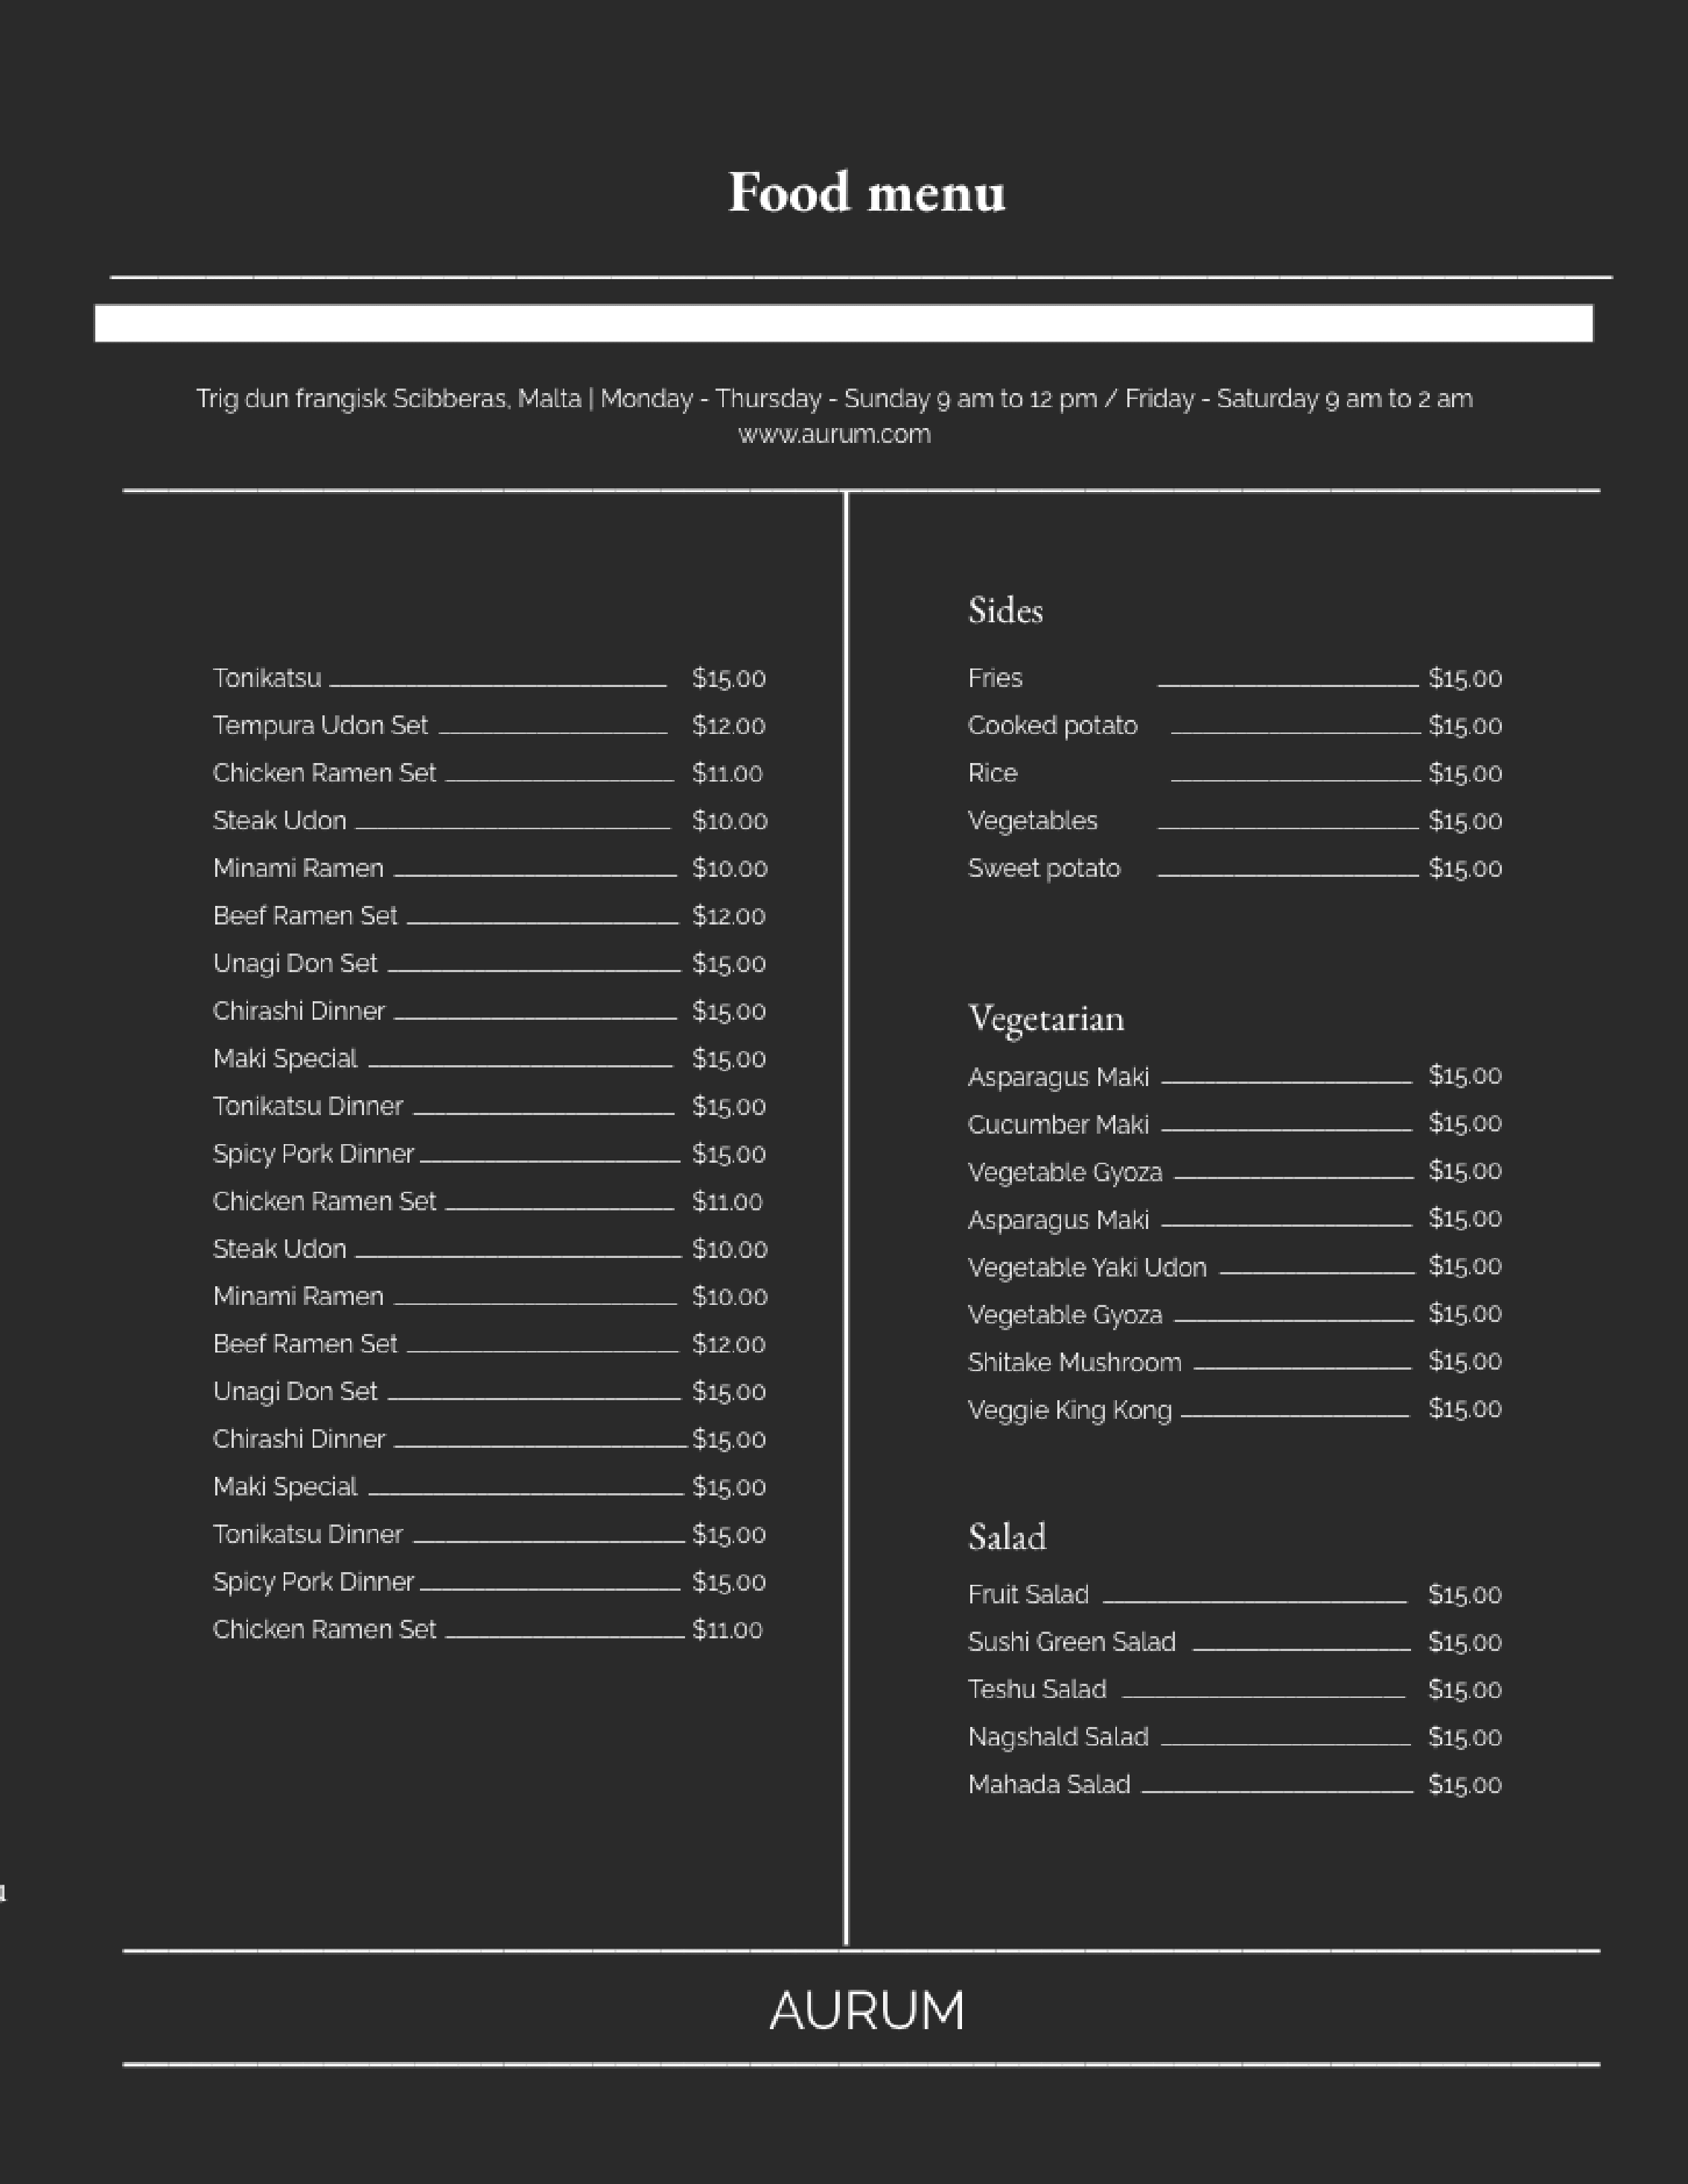 Food menu
Trig dun frangisk Scibberas, Malta | Monday - Thursday - Sunday 9 am to 12 pm / Friday - Saturday 9 am to 2 am
www.aurum.com
Tonikatsu $15.00
Tempura Udon Set $12.00
Chicken Ramen Set $11.00
Steak Udon $10.00
Minami Ramen $10.00
Beef Ramen Set $12.00
Unagi Don Set $15.00
Chirashi Dinner $15.00
Maki Special $15.00
Tonikatsu Dinner $15.00
Spicy Pork Dinner $15.00
Chicken Ramen Set $11.00
Steak Udon $10.00
Minami Ramen $10.00
Beef Ramen Set $12.00
Unagi Don Set $15.00
Chirashi Dinner $15.00
Maki Special $15.00
Tonikatsu Dinner $15.00
Spicy Pork Dinner $15.00
Chicken Ramen Set $11.00
Sides
Fries $15.00
Cooked potato $15.00
Rice $15.00
Vegetables $15.00
Sweet potato $15.00
Vegetarian
Asparagus Maki $15.00
Cucumber Maki $15.00
Vegetable Gyoza $15.00
Asparagus Maki $15.00
Vegetable Yaki Udon $15.00
Vegetable Gyoza $15.00
Shitake Mushroom $15.00
Veggie King Kong $15.00
Salad
Fruit Salad $15.00
Sushi Green Salad $15.00
Teshu Salad $15.00
Nagshald Salad $15.00
Mahada Salad $15.00
AURUM